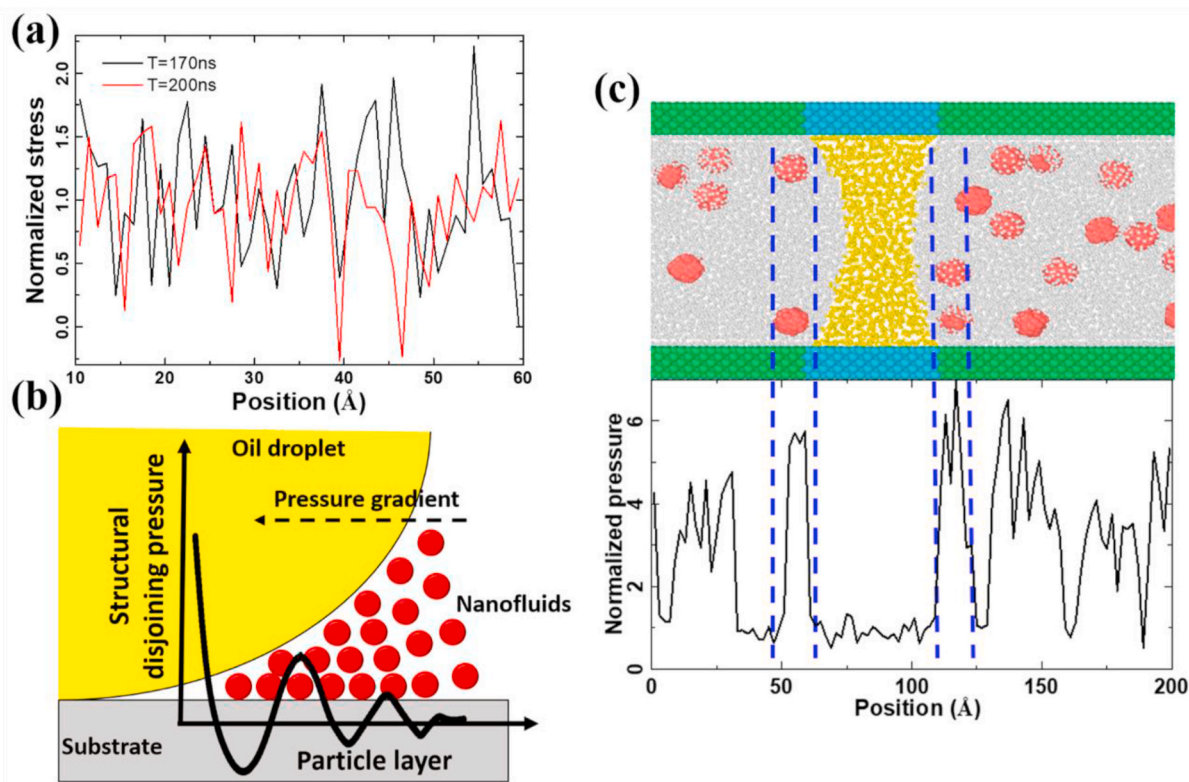 (a)
T=170ns
T=200ns
Normalized stress
0.0
0.5
1.0
1.5
2.0
10 20 30 40 50 60
Position (Å)
(b)
Oil droplet
Pressure gradient
Structural
disjoining pressure
Nanofluids
Substrate
Particle layer
(c)
Normalized pressure
0
2
4
6
0 50 100 150 200
Position (Å)